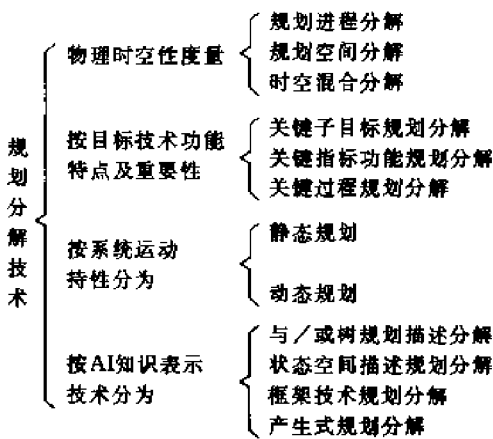 规划分解技术
物理时空性度量
规划进程分解
规划空间分解
时空混合分解
按目标技术功能
特点及重要性
关键子目标规划分解
关键指标功能规划分解
关键过程规划分解
按系统运动
持性分为
静态规划
动态规划
按AI知识表示
技术分为
与／或树规划描述分解
状态空间描述规划分解
框架技术规划分解
产生式规划分解